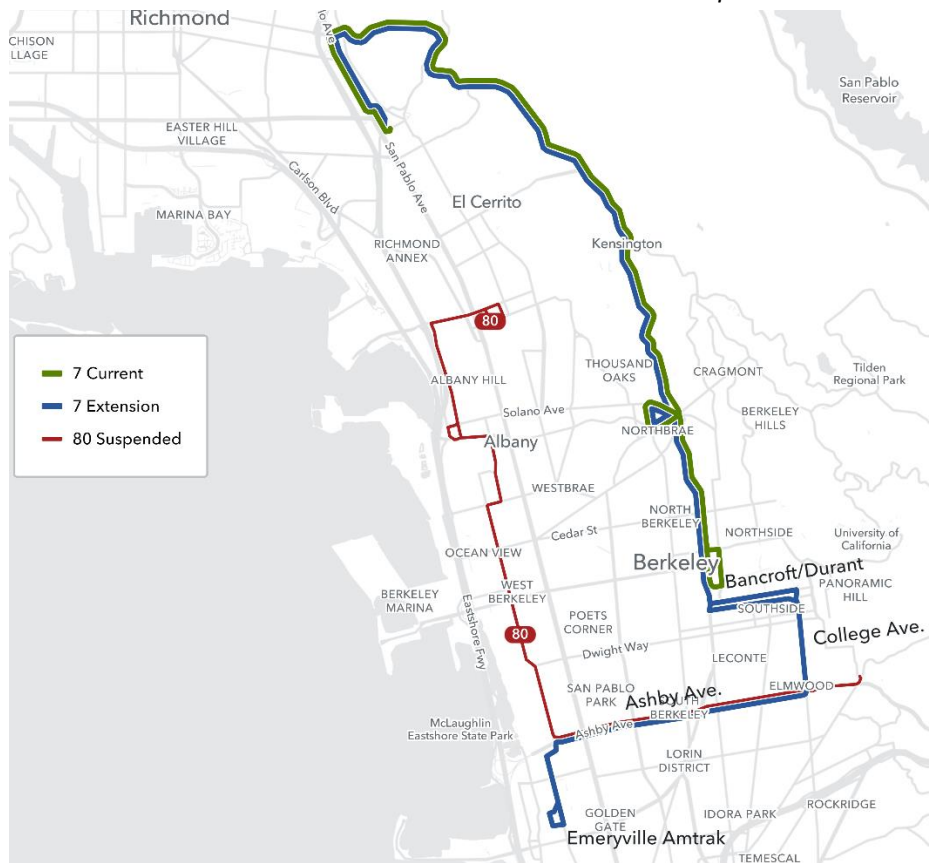 Richmond
CHISON
LLAGE
lo Ave
San Pablo
Reservoir
EASTER HILL
VILLAGE
San Pablo Ave
Carlson Blvd
El Cerrito
MARINA BAY
RICHMOND
ANNEX
Kensington
80
7 Current
7 Extension
80 Suspended
ALBANY HILL
THOUSAND
OAKS
CRAGMONT
Tilden
Regional Park
Solano Ave
BERKELEY
HILLS
NORTHBRAE
Albany
WESTBRAE
NORTH
BERKELEY
Cedar St
NORTHSIDE
University of
California
OCEAN VIEW
Berkeley
Bancroft/Durant
PANORAMIC
HILL
BERKELEY
MARINA
WEST
BERKELEY
SOUTHSIDE
Eastshore Fwy
POETS
CORNER
College Ave.
80
Dwight Way
LECONTE
SAN PABLO
PARK
ELMWOOD
Ashby Ave.
SOUTH
BERKELEY
McLaughlin
Eastshore State Park
Ashby Ave
LORIN
DISTRICT
GOLDEN
GATE
IDORA PARK
ROCKRIDGE
Emeryville Amtrak
TEMESCAL